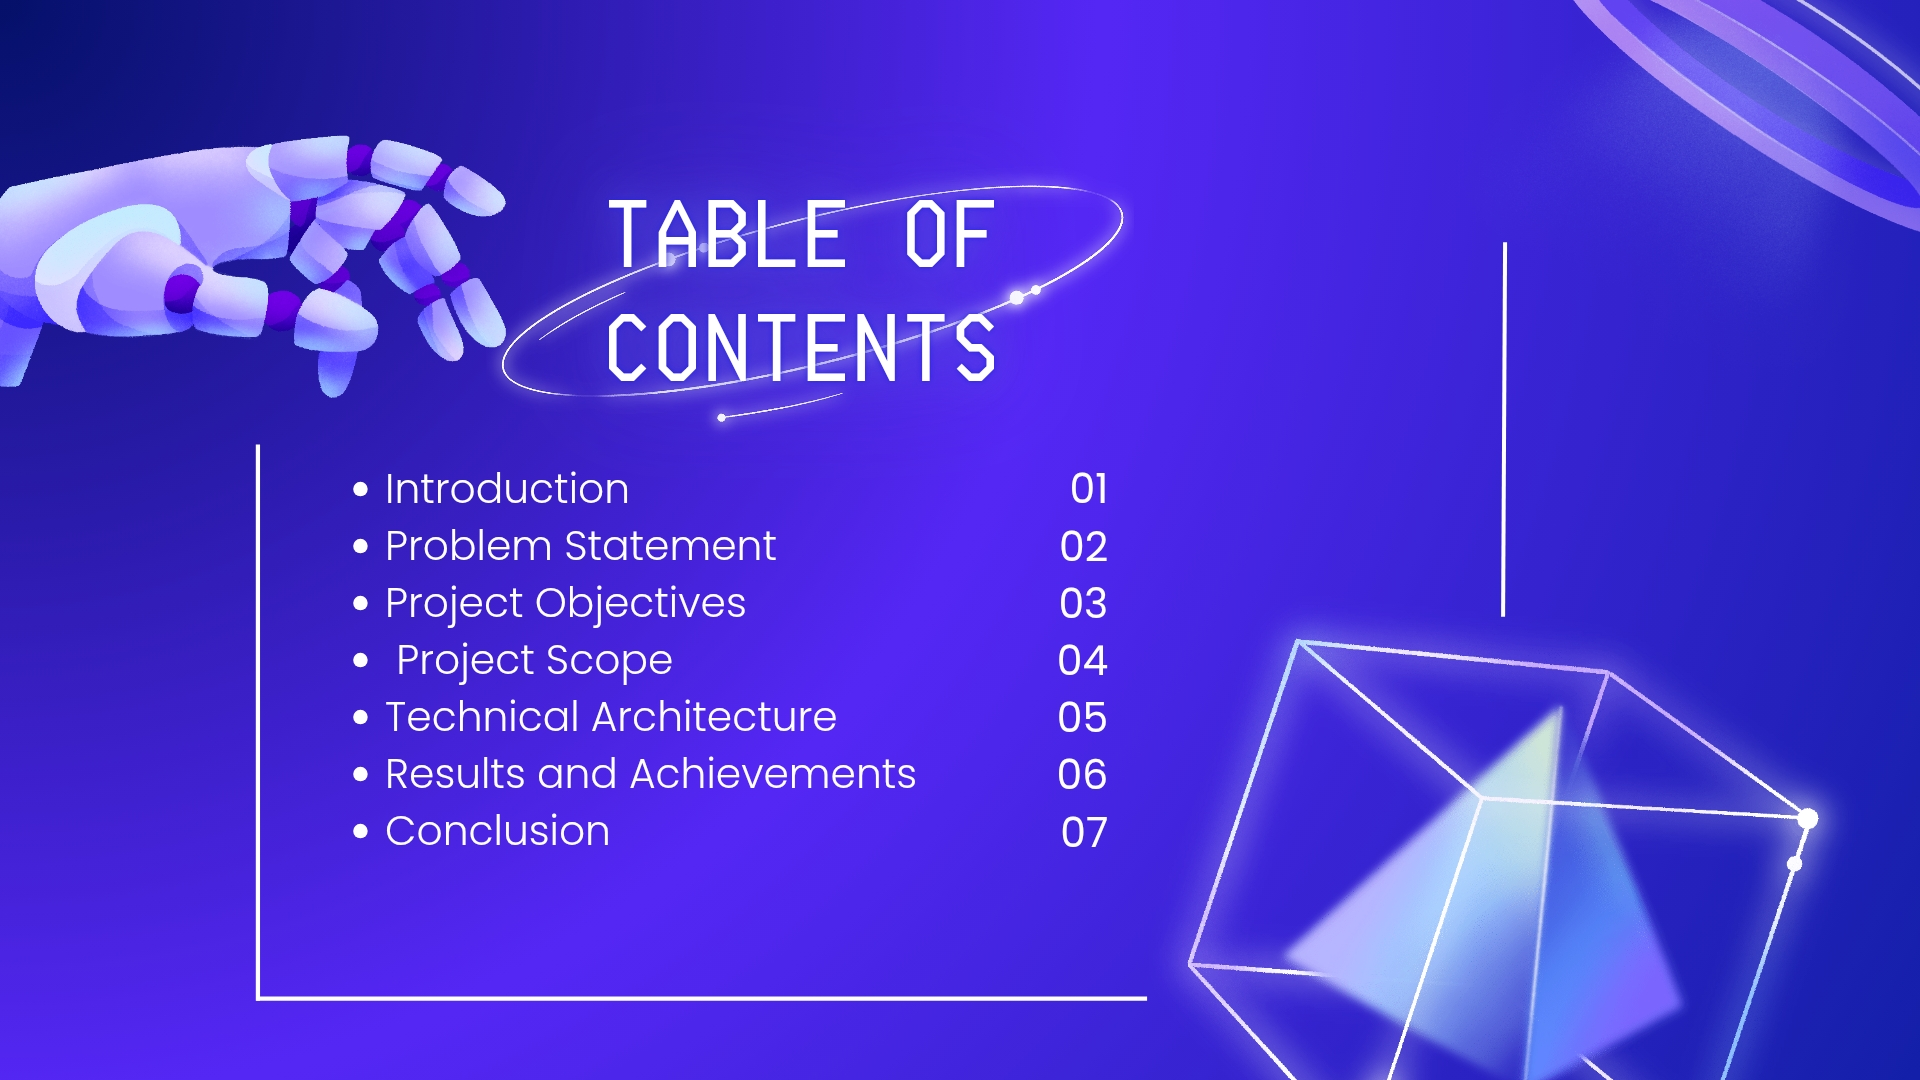 TABLE OF
CONTENTS
• Introduction 01
• Problem Statement 02
• Project Objectives 03
• Project Scope 04
• Technical Architecture 05
• Results and Achievements 06
• Conclusion 07